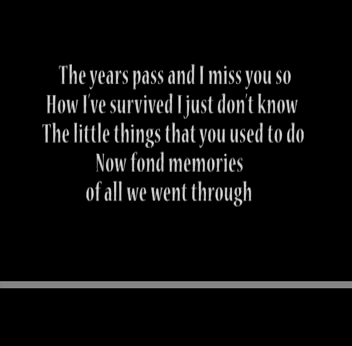 The years pass and I miss you so
How I've survived I just don't know
The little things that you used to do
Now fond memories
of all we went through